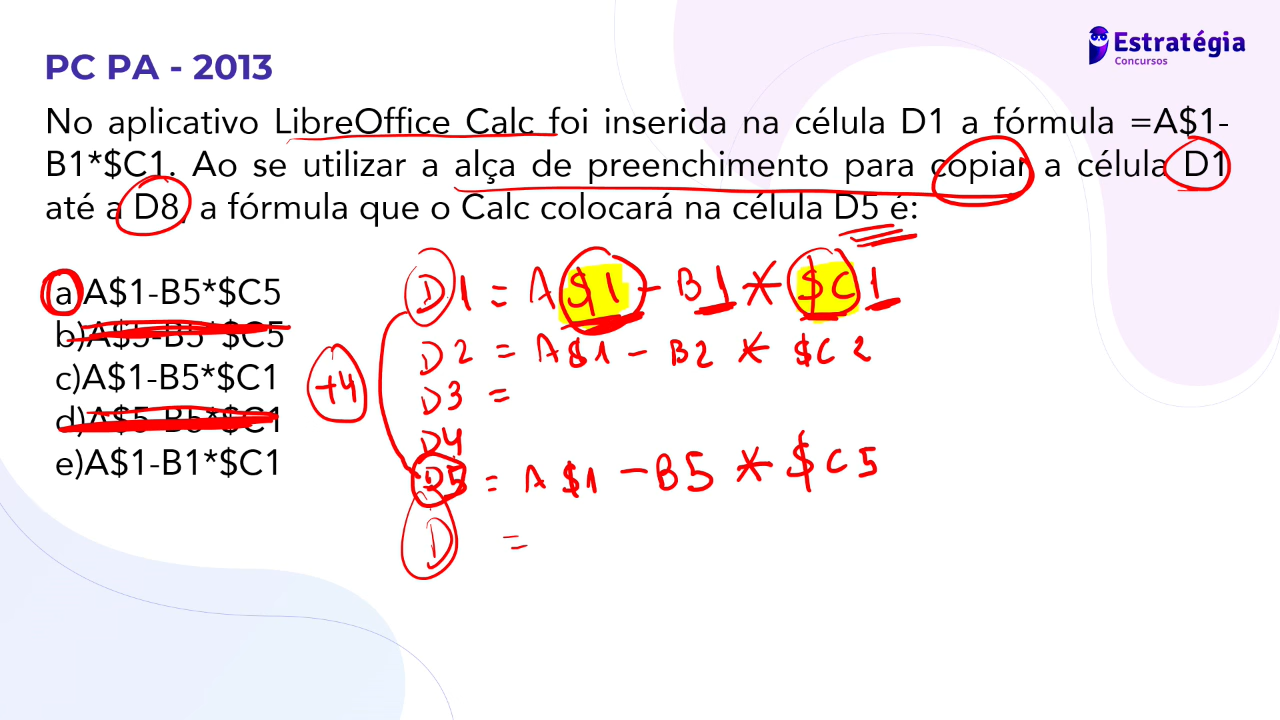 Estratégia
Concursos
PC PA - 2013
No aplicativo LibreOffice Calc foi inserida na célula D1 a fórmula =A$1-
B1*$C1. Ao se utilizar a alça de preenchimento para copiar a célula D1
até a D8, a fórmula que o Calc colocará na célula D5 é:
a)A$1-B5*$C5
b)A$5-B5*$C5
c)A$1-B5*$C1
d)A$5-B5*$C1
e)A$1-B1*$C1
D1 = A$1 - B1 * $C1
D2 = A$1 - B2 * $C2
+4
D3 =
D4
D5 = A$1 - B5 * $C5
D =